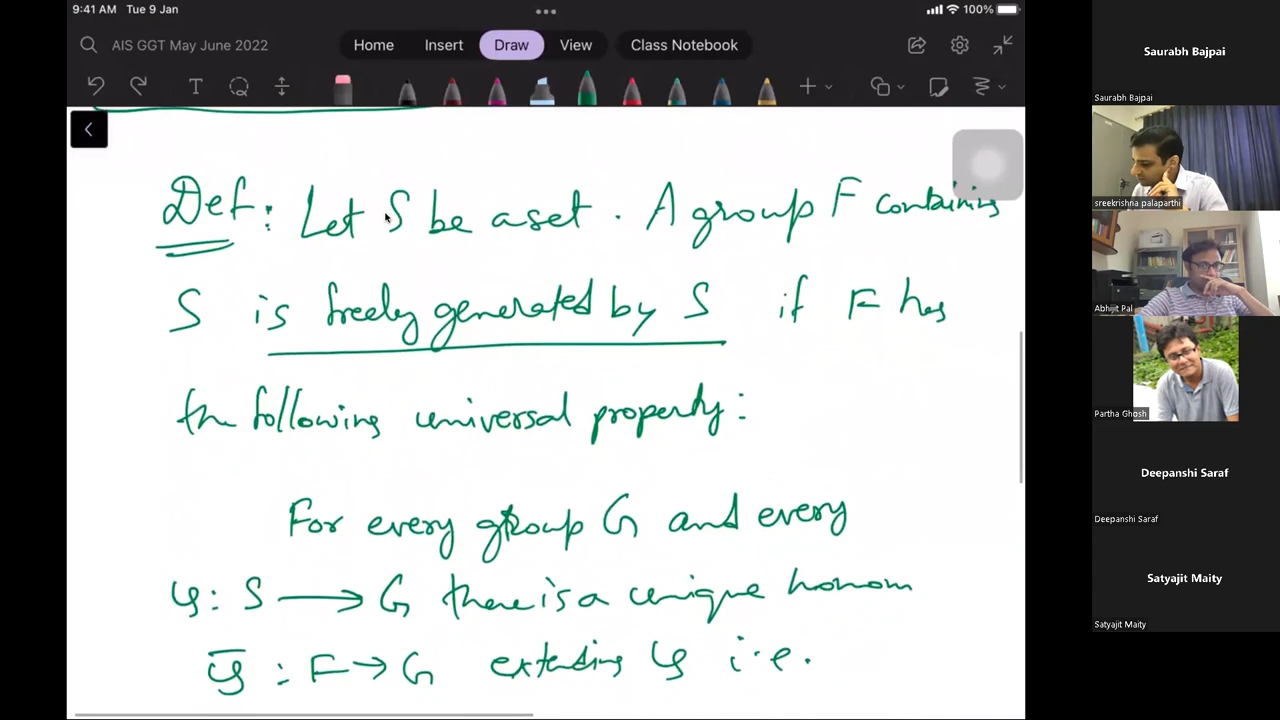 9:41 AM Tue 9 Jan
100%
AIS GGT May June 2022
Home Insert Draw View Class Notebook
Def: Let S be a set. A group F containing
S is freely generated by S if F has
the following universal property:
For every group G and every
φ: S → G there is a unique homom
φ̄ : F → G extending φ i.e.
Saurabh Bajpai
Saurabh Bajpai
sreekrishna palaparthi
Abhijit Pal
Partha Ghosh
Deepanshi Saraf
Deepanshi Saraf
Satyajit Maity
Satyajit Maity